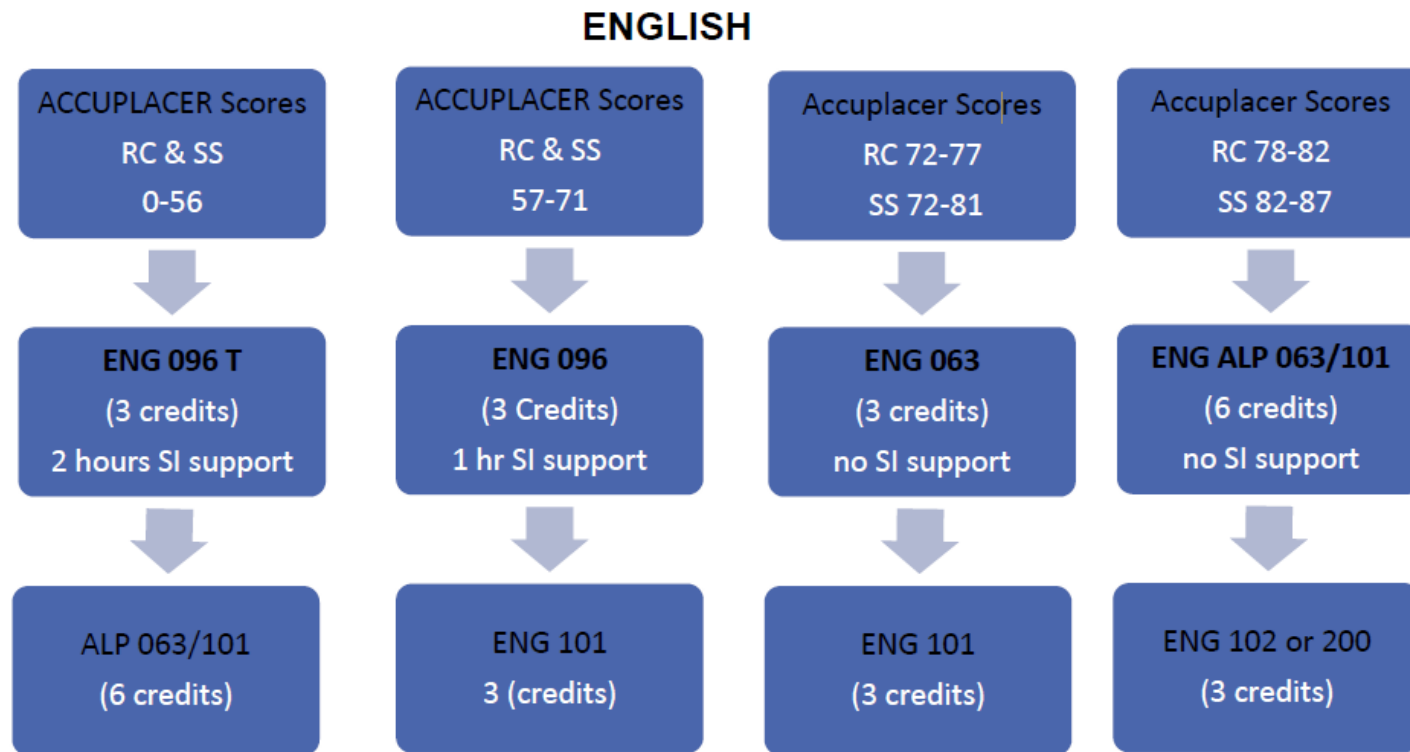 ENGLISH
ACCUPLACER Scores
RC & SS
0-56
ACCUPLACER Scores
RC & SS
57-71
Accuplacer Scores
RC 72-77
SS 72-81
Accuplacer Scores
RC 78-82
SS 82-87
ENG 096 T
(3 credits)
2 hours SI support
ENG 096
(3 Credits)
1 hr SI support
ENG 063
(3 credits)
no SI support
ENG ALP 063/101
(6 credits)
no SI support
ALP 063/101
(6 credits)
ENG 101
3 (credits)
ENG 101
(3 credits)
ENG 102 or 200
(3 credits)